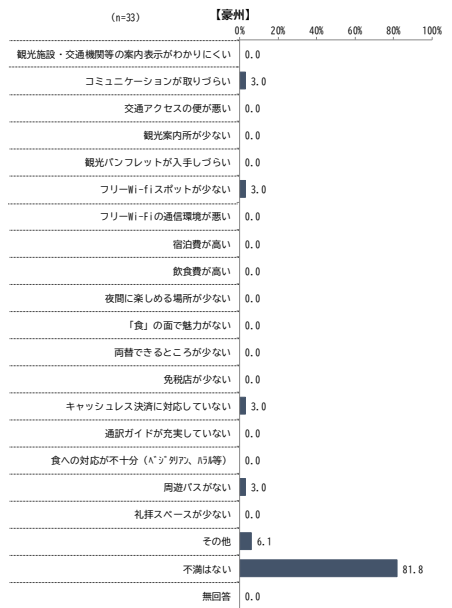 (n=33) 【豪州】
0% 20% 40% 60% 80% 100%
観光施設・交通機関等の案内表示がわかりにくい 0.0
コミュニケーションが取りづらい 3.0
交通アクセスの便が悪い 0.0
観光案内所が少ない 0.0
観光パンフレットが入手しづらい 0.0
フリーWi-fiスポットが少ない 3.0
フリーWi-Fiの通信環境が悪い 0.0
宿泊費が高い 0.0
飲食費が高い 0.0
夜間に楽しめる場所が少ない 0.0
「食」の面で魅力がない 0.0
両替できるところが少ない 0.0
免税店が少ない 0.0
キャッシュレス決済に対応していない 3.0
通訳ガイドが充実していない 0.0
食への対応が不十分（ﾍﾞｼﾞﾀﾘｱﾝ、ﾊﾗﾙ等） 0.0
周遊パスがない 3.0
礼拝スペースが少ない 0.0
その他 6.1
不満はない 81.8
無回答 0.0